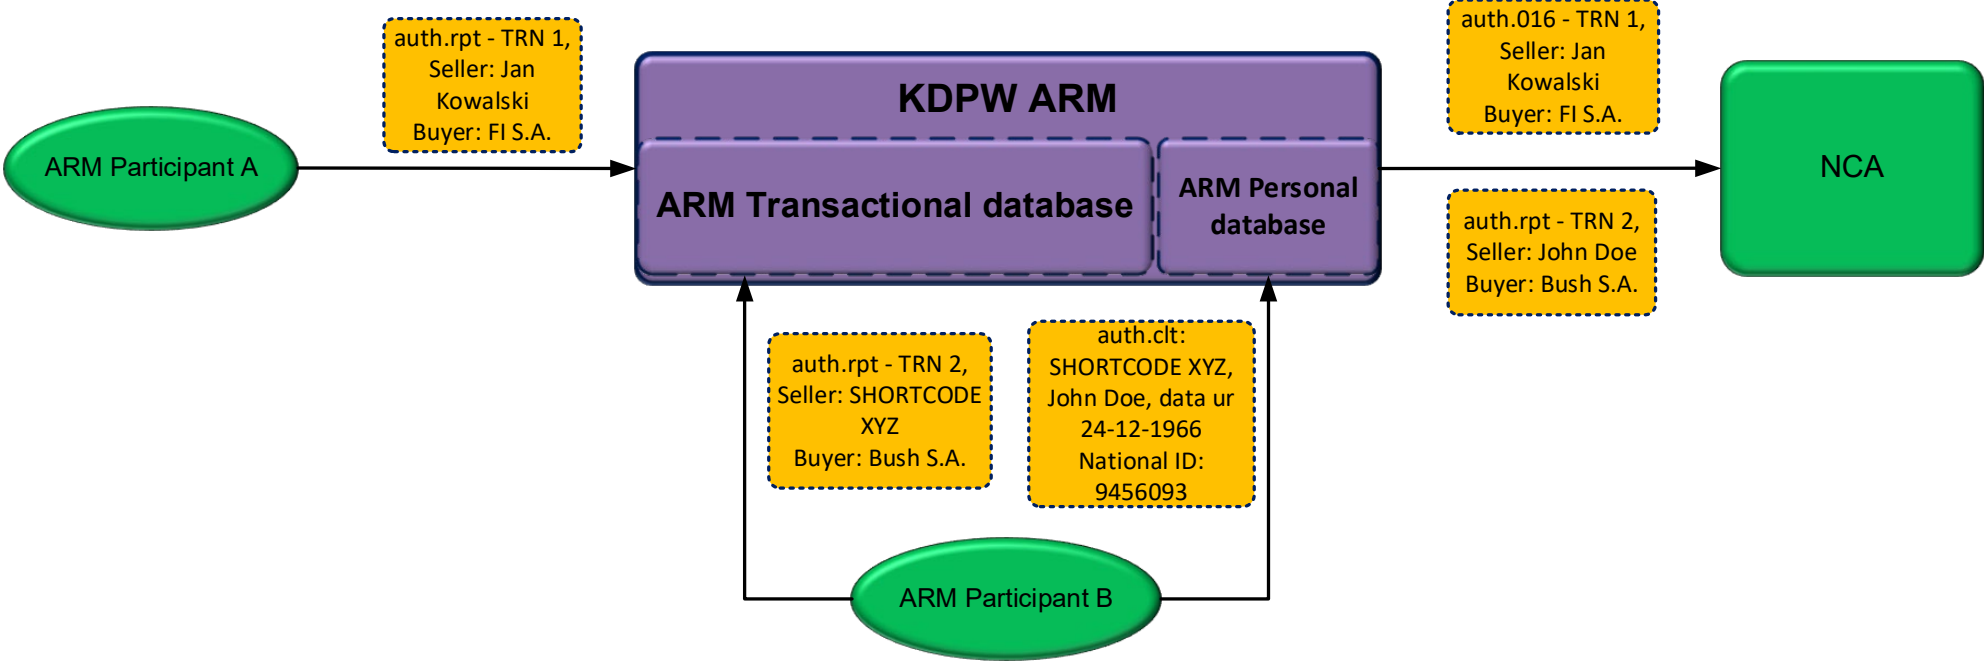 auth.rpt - TRN 1,
Seller: Jan
Kowalski
Buyer: FI S.A.
ARM Participant A
KDPW ARM
ARM Transactional database
ARM Personal
database
auth.016 - TRN 1,
Seller: Jan
Kowalski
Buyer: FI S.A.
NCA
auth.rpt - TRN 2,
Seller: John Doe
Buyer: Bush S.A.
auth.rpt - TRN 2,
Seller: SHORTCODE
XYZ
Buyer: Bush S.A.
auth.clt:
SHORTCODE XYZ,
John Doe, data ur
24-12-1966
National ID:
9456093
ARM Participant B